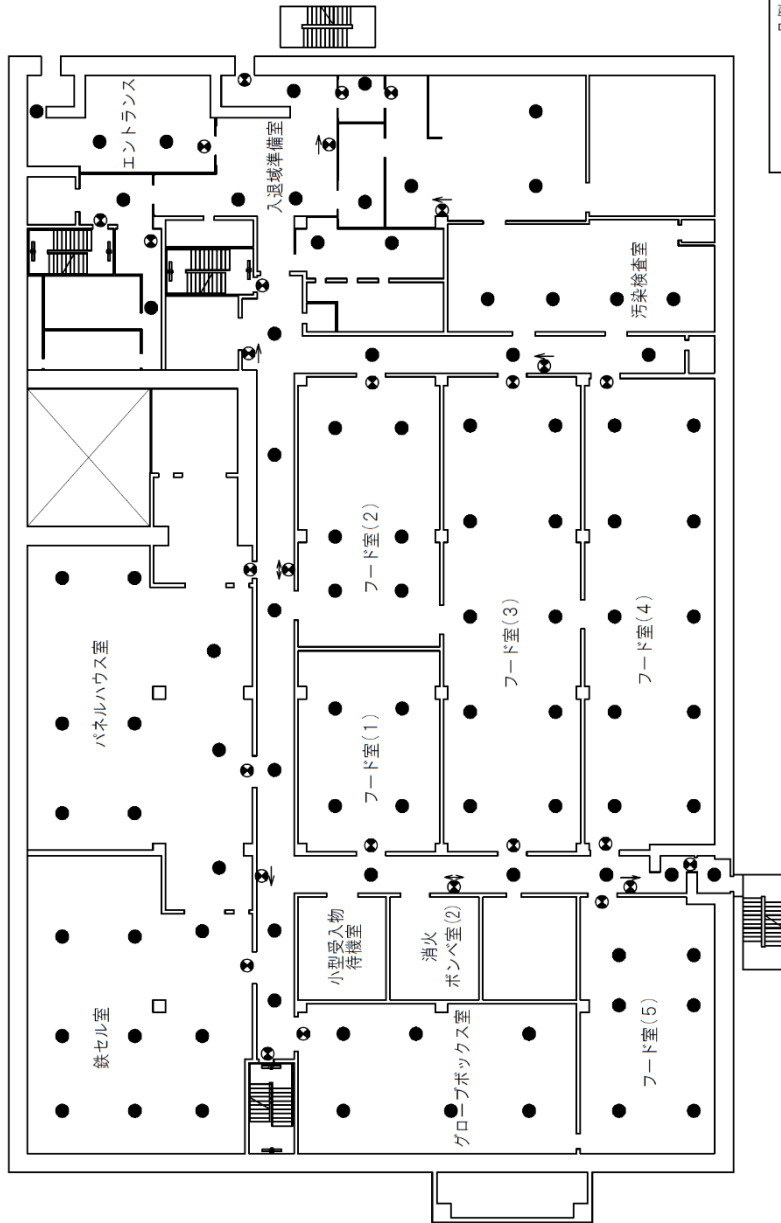 エントランス
入退域準備室
汚染検査室
パネルハウス室
フード室(2)
フード室(3)
フード室(4)
フード室(1)
鉄セル室
小型受入物
待機室
消火
ボンベ室(2)
グローブボックス室
フード室(5)